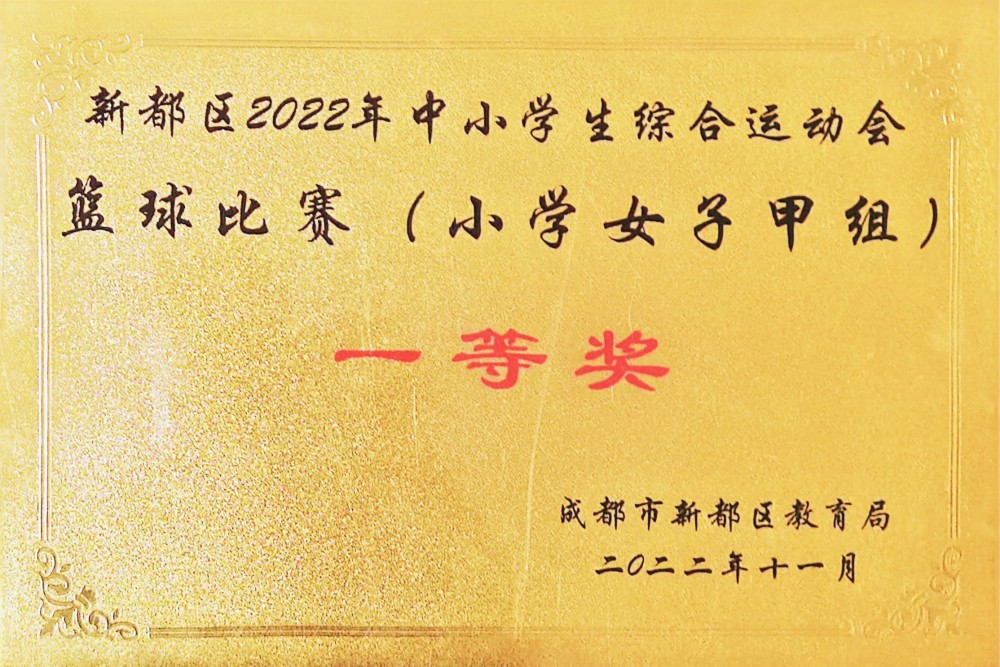 新都区2022年中小学生综合运动会
篮球比赛（小学女子甲组）
一等奖
成都市新都区教育局
二〇二二年十一月